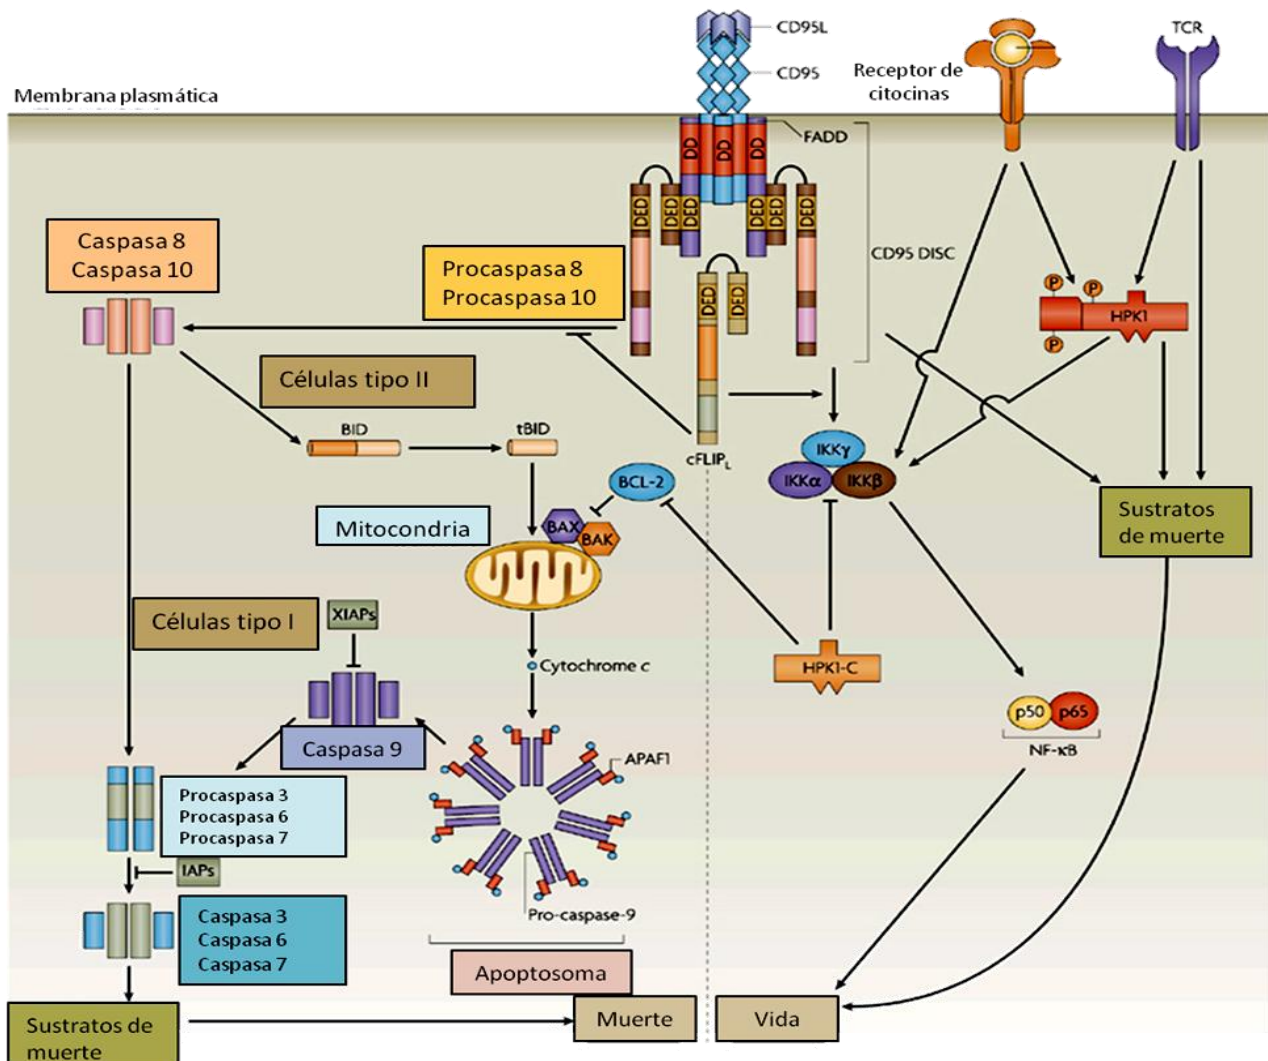 CD95L
TCR
CD95
Receptor de
citocinas
Membrana plasmática
FADD
DD
DD
DD
DED
DED
DED
DED
DED
DED
CD95 DISC
Caspasa 8
Caspasa 10
Procaspasa 8
Procaspasa 10
DED
DED
P
P
HPK1
P
Células tipo II
BID
tBID
cFLIPL
IKKγ
IKKα
IKKβ
BCL-2
Mitocondria
BAX
BAK
Sustratos
de muerte
Células tipo I
XIAPs
Cytochrome c
HPK1-C
Caspasa 9
p50
p65
NF-κB
APAF1
Procaspasa 3
Procaspasa 6
Procaspasa 7
IAPs
Pro-caspase-9
Caspasa 3
Caspasa 6
Caspasa 7
Apoptosoma
Sustratos de
muerte
Muerte
Vida